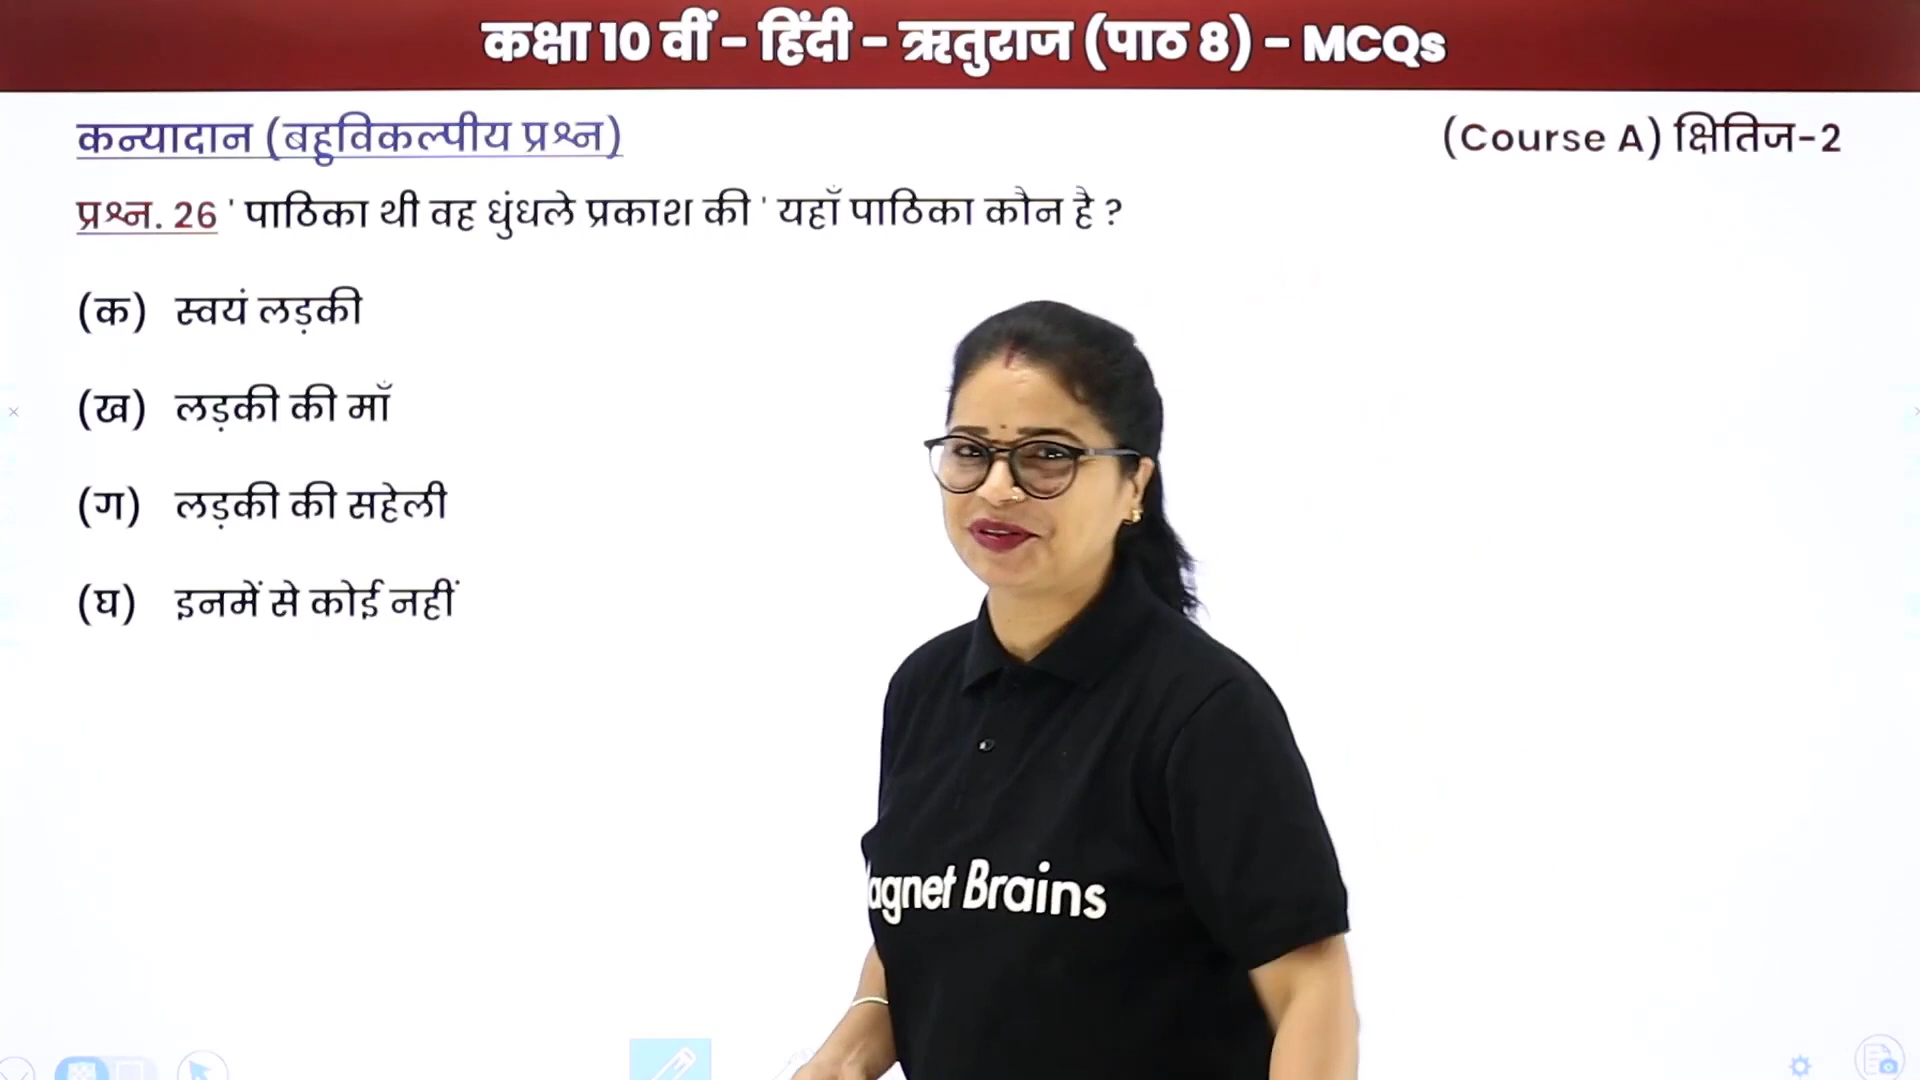 कक्षा 10 वीं - हिंदी - ऋतुराज (पाठ 8) - MCQs
कन्यादान (बहुविकल्पीय प्रश्न)
(Course A) क्षितिज-2
प्रश्न. 26 ' पाठिका थी वह धुंधले प्रकाश की ' यहाँ पाठिका कौन है ?
(क) स्वयं लड़की
(ख) लड़की की माँ
(ग) लड़की की सहेली
(घ) इनमें से कोई नहीं
agnet Brains